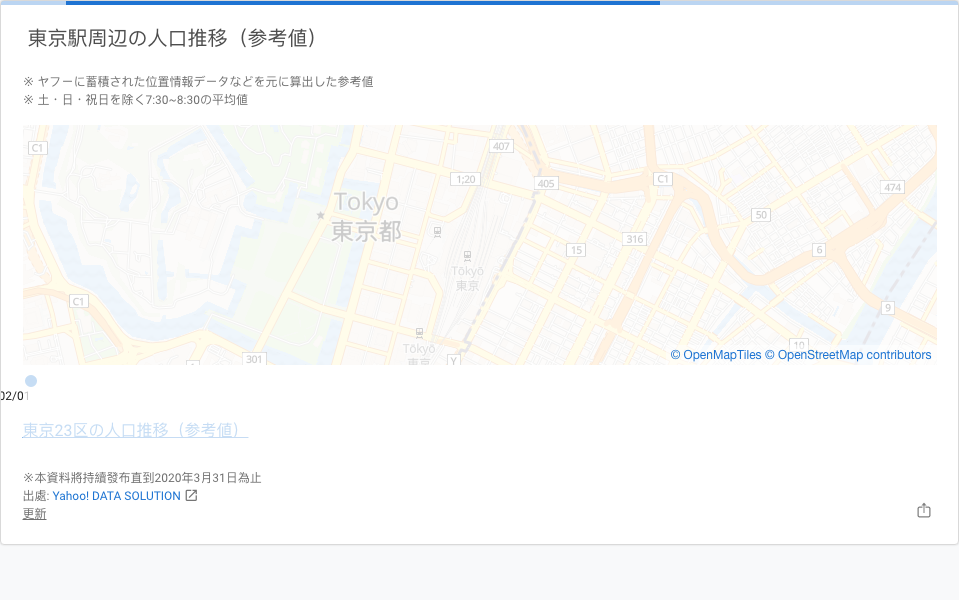 東京駅周辺の人口推移（参考値）
※ ヤフーに蓄積された位置情報データなどを元に算出した参考値
※ 土・日・祝日を除く7:30~8:30の平均値
C1
407
1;20
405
C1
474
Tokyo
東京都
50
316
15
6
Tōkyō
東京
C1
9
10
301
Tōkyō
東京
Y
© OpenMapTiles © OpenStreetMap contributors
02/01
東京23区の人口推移（参考値）
※本資料將持續發布直到2020年3月31日為止
出處: Yahoo! DATA SOLUTION
更新